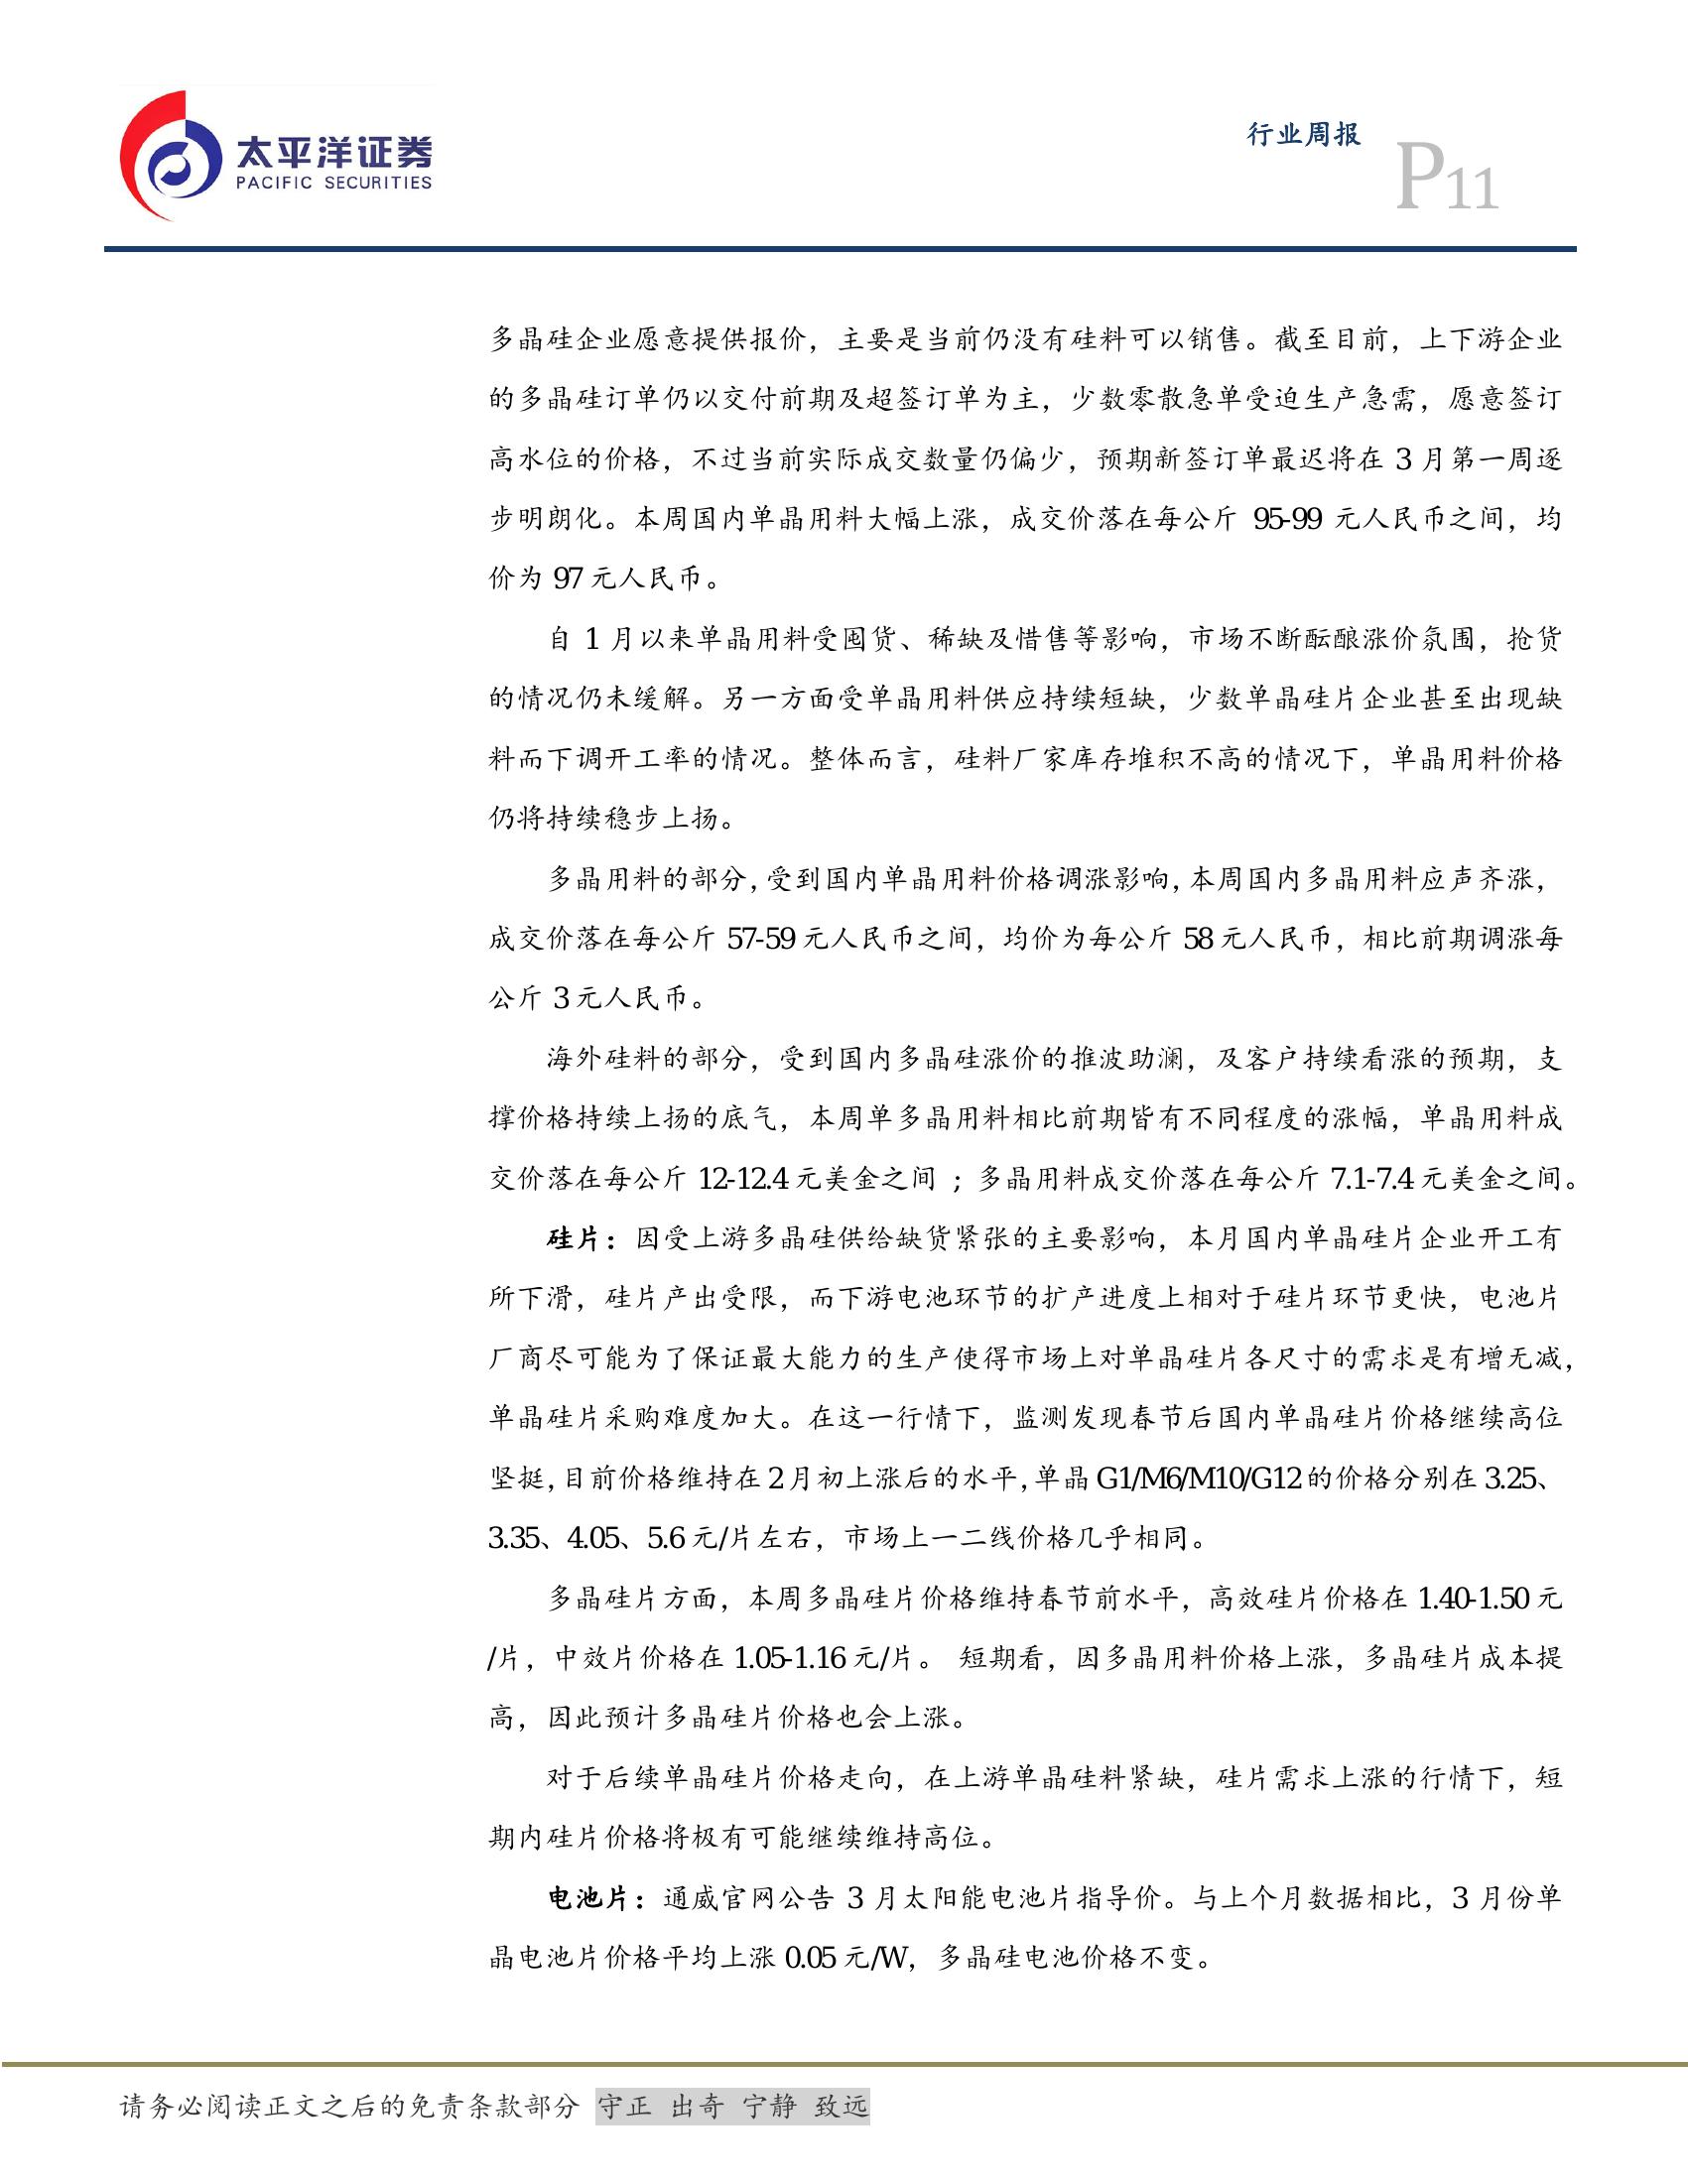 太平洋证券
PACIFIC SECURITIES
行业周报
P11
多晶硅企业愿意提供报价，主要是当前仍没有硅料可以销售。截至目前，上下游企业
的多晶硅订单仍以交付前期及超签订单为主，少数零散急单受迫生产急需，愿意签订
高水位的价格，不过当前实际成交数量仍偏少，预期新签订单最迟将在 3 月第一周逐
步明朗化。本周国内单晶用料大幅上涨，成交价落在每公斤 95-99 元人民币之间，均
价为 97 元人民币。
自 1 月以来单晶用料受囤货、稀缺及惜售等影响，市场不断酝酿涨价氛围，抢货
的情况仍未缓解。另一方面受单晶用料供应持续短缺，少数单晶硅片企业甚至出现缺
料而下调开工率的情况。整体而言，硅料厂家库存堆积不高的情况下，单晶用料价格
仍将持续稳步上扬。
多晶用料的部分，受到国内单晶用料价格调涨影响，本周国内多晶用料应声齐涨，
成交价落在每公斤 57-59 元人民币之间，均价为每公斤 58 元人民币，相比前期调涨每
公斤 3 元人民币。
海外硅料的部分，受到国内多晶硅涨价的推波助澜，及客户持续看涨的预期，支
撑价格持续上扬的底气，本周单多晶用料相比前期皆有不同程度的涨幅，单晶用料成
交价落在每公斤 12-12.4 元美金之间 ；多晶用料成交价落在每公斤 7.1-7.4 元美金之间。
硅片：因受上游多晶硅供给缺货紧张的主要影响，本月国内单晶硅片企业开工有
所下滑，硅片产出受限，而下游电池环节的扩产进度上相对于硅片环节更快，电池片
厂商尽可能为了保证最大能力的生产使得市场上对单晶硅片各尺寸的需求是有增无减，
单晶硅片采购难度加大。在这一行情下，监测发现春节后国内单晶硅片价格继续高位
坚挺，目前价格维持在 2 月初上涨后的水平，单晶 G1/M6/M10/G12 的价格分别在 3.25、
3.35、4.05、5.6 元/片左右，市场上一二线价格几乎相同。
多晶硅片方面，本周多晶硅片价格维持春节前水平，高效硅片价格在 1.40-1.50 元
/片，中效片价格在 1.05-1.16 元/片。 短期看，因多晶用料价格上涨，多晶硅片成本提
高，因此预计多晶硅片价格也会上涨。
对于后续单晶硅片价格走向，在上游单晶硅料紧缺，硅片需求上涨的行情下，短
期内硅片价格将极有可能继续维持高位。
电池片：通威官网公告 3 月太阳能电池片指导价。与上个月数据相比，3 月份单
晶电池片价格平均上涨 0.05 元/W，多晶硅电池价格不变。
请务必阅读正文之后的免责条款部分 守正 出奇 宁静 致远